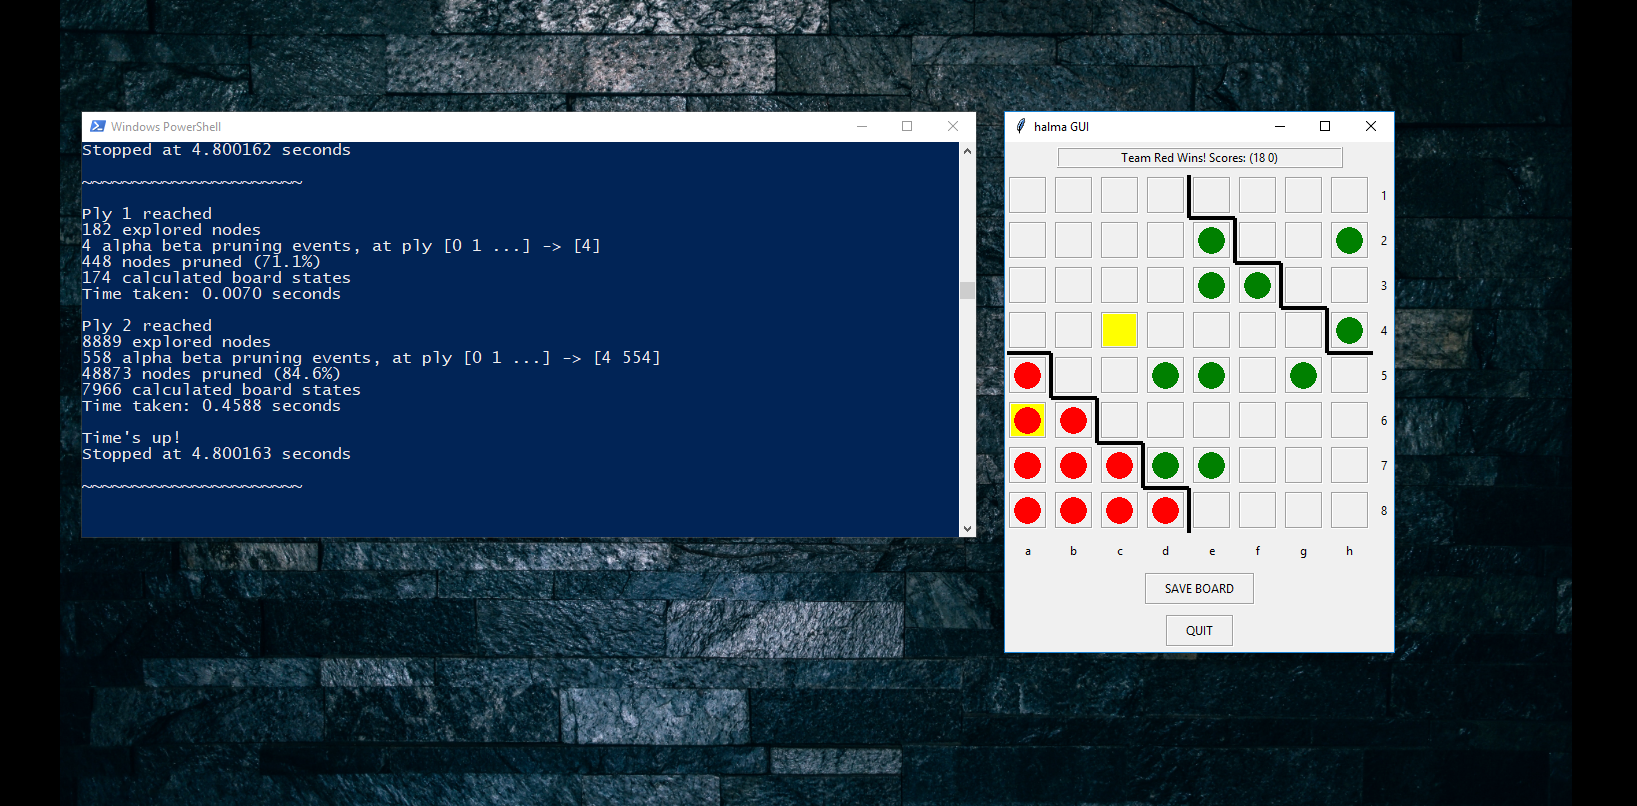 Windows PowerShell
Stopped at 4.800162 seconds
~~~~~~~~~~~~~~~~~~~~~~
Ply 1 reached
182 explored nodes
4 alpha beta pruning events, at ply [0 1 ...] -> [4]
448 nodes pruned (71.1%)
174 calculated board states
Time taken: 0.0070 seconds
Ply 2 reached
8889 explored nodes
558 alpha beta pruning events, at ply [0 1 ...] -> [4 554]
48873 nodes pruned (84.6%)
7966 calculated board states
Time taken: 0.4588 seconds
Time's up!
Stopped at 4.800163 seconds
~~~~~~~~~~~~~~~~~~~~~~
halma GUI
Team Red Wins! Scores: (18 0)
1
2
3
4
5
6
7
8
a b c d e f g h
SAVE BOARD
QUIT